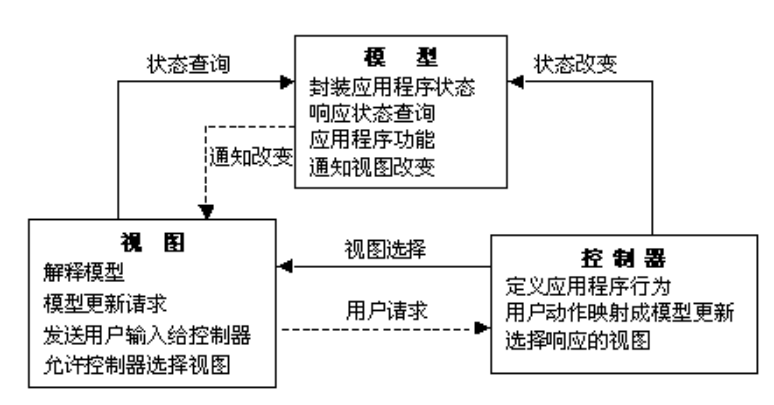 状态查询
模 型
封装应用程序状态
响应状态查询
应用程序功能
通知视图改变
状态改变
通知改变
视 图
解释模型
模型更新请求
发送用户输入给控制器
允许控制器选择视图
视图选择
用户请求
控 制 器
定义应用程序行为
用户动作映射成模型更新
选择响应的视图